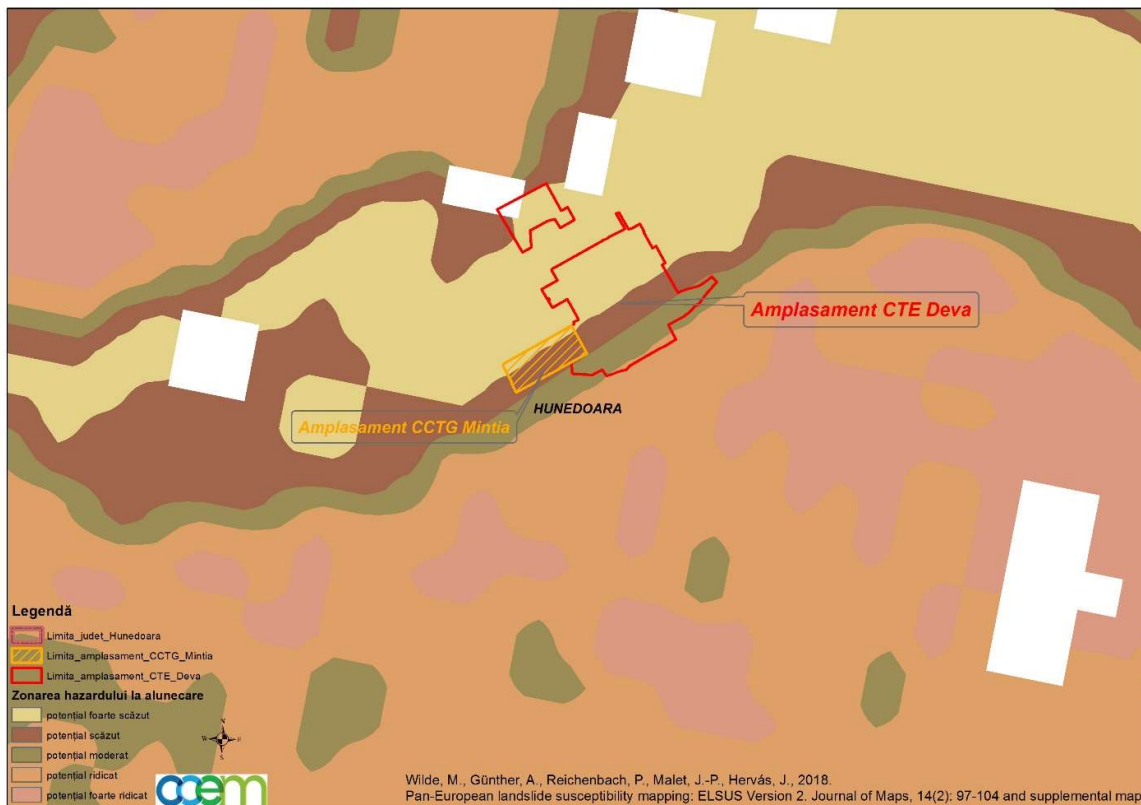 Amplasament CTE Deva
HUNEDOARA
Amplasament CCTG Mintia
Legendă
Limita_judet_Hunedoara
Limita_amplasament_CCTG_Mintia
Limita_amplasament_CTE_Deva
Zonarea hazardului la alunecare
potențial foarte scăzut
potențial scăzut
potențial moderat
potențial ridicat
potențial foarte ridicat
N
W
E
S
ccem
Wilde, M., Günther, A., Reichenbach, P., Malet, J.-P., Hervás, J., 2018.
Pan-European landslide susceptibility mapping: ELSUS Version 2. Journal of Maps, 14(2): 97-104 and supplemental map